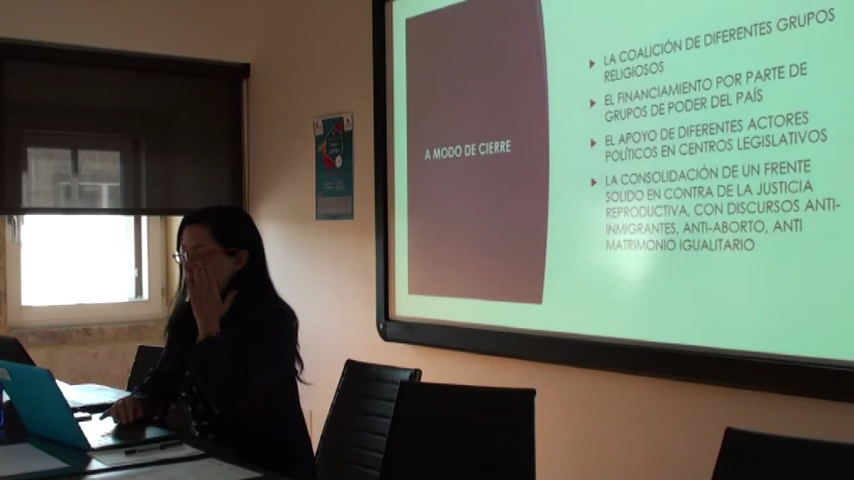 A MODO DE CIERRE
LA COALICIÓN DE DIFERENTES GRUPOS
RELIGIOSOS
EL FINANCIAMIENTO POR PARTE DE
GRUPOS DE PODER DEL PAÍS
EL APOYO DE DIFERENTES ACTORES
POLÍTICOS EN CENTROS LEGISLATIVOS
LA CONSOLIDACIÓN DE UN FRENTE
SOLIDO EN CONTRA DE LA JUSTICIA
REPRODUCTIVA, CON DISCURSOS ANTI-
INMIGRANTES, ANTI-ABORTO, ANTI
MATRIMONIO IGUALITARIO